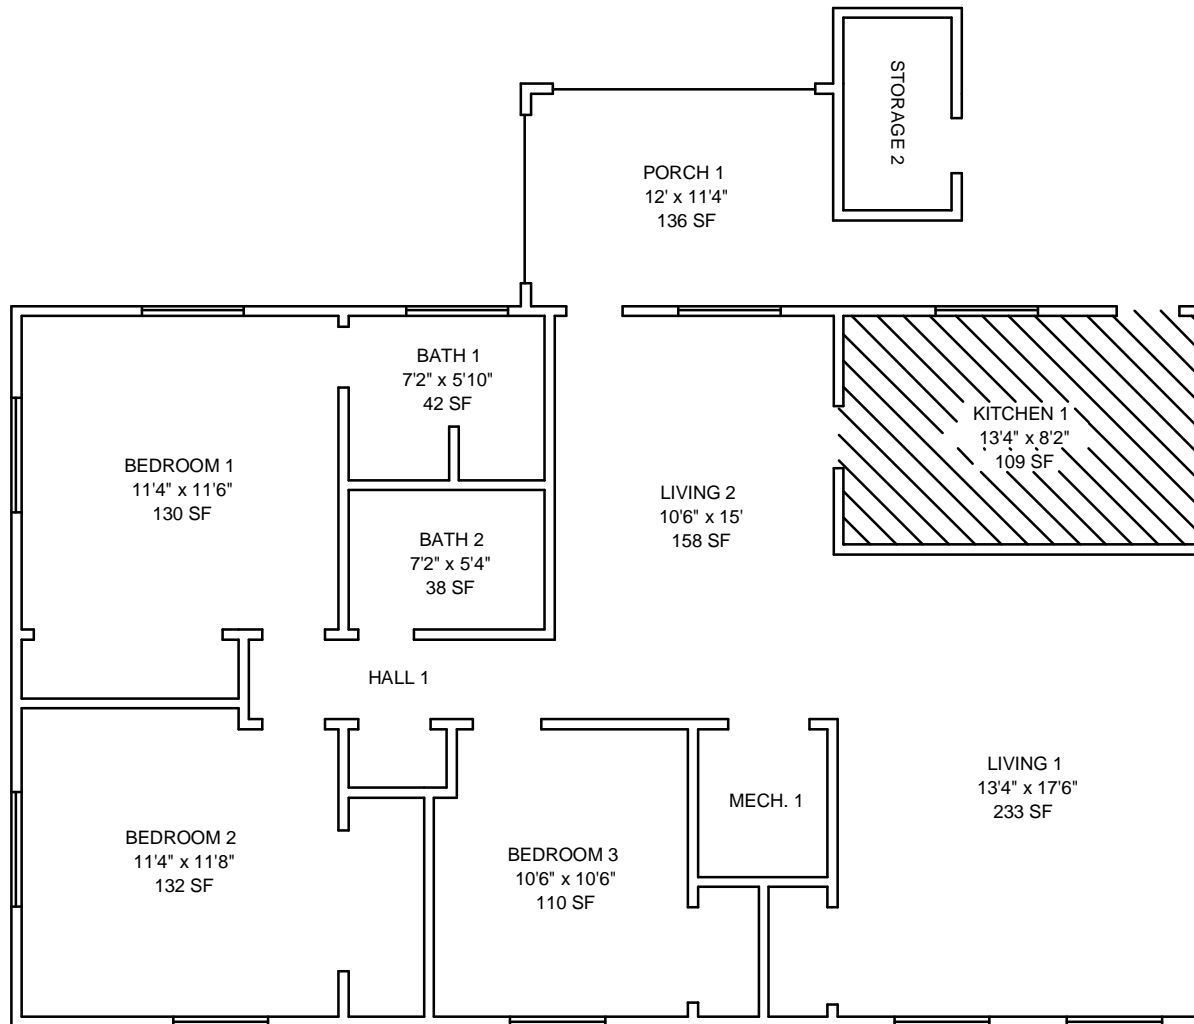 STORAGE 2
PORCH 1
12' x 11'4"
136 SF
BATH 1
7'2" x 5'10"
42 SF
KITCHEN 1
13'4" x 8'2"
109 SF
BEDROOM 1
11'4" x 11'6"
130 SF
LIVING 2
10'6" x 15'
158 SF
BATH 2
7'2" x 5'4"
38 SF
HALL 1
LIVING 1
13'4" x 17'6"
233 SF
MECH. 1
BEDROOM 2
11'4" x 11'8"
132 SF
BEDROOM 3
10'6" x 10'6"
110 SF